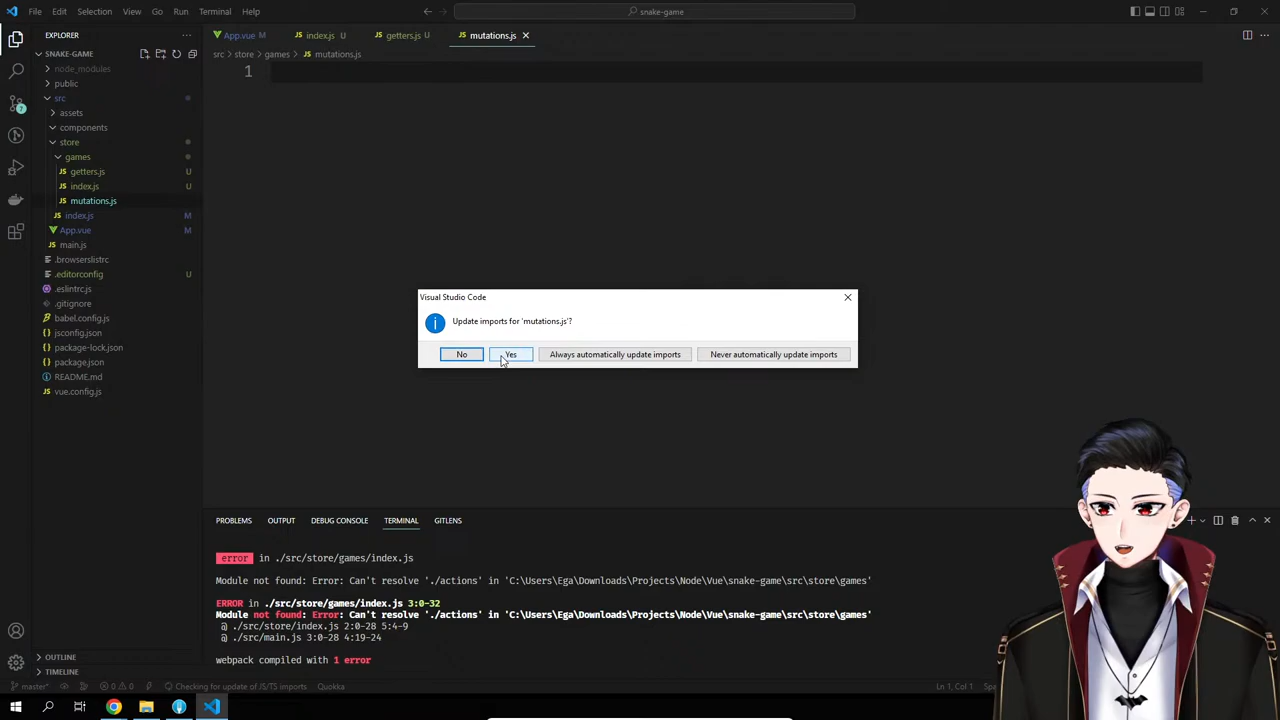 File Edit Selection View Go Run Terminal Help
snake-game
EXPLORER
App.vue M
index.js U
getters.js U
mutations.js
SNAKE-GAME
src > store > games > mutations.js
1
node_modules
public
src
assets
components
store
games
getters.js U
index.js U
mutations.js
index.js M
App.vue M
main.js
.browserslistrc
.editorconfig U
.eslintrc.js
.gitignore
babel.config.js
jsconfig.json
package-lock.json
package.json
README.md
vue.config.js
Visual Studio Code
Update imports for 'mutations.js'?
No
Yes
Always automatically update imports
Never automatically update imports
PROBLEMS OUTPUT DEBUG CONSOLE TERMINAL GITLENS
error in ./src/store/games/index.js
Module not found: Error: Can't resolve './actions' in 'C:\Users\Ega\Downloads\Projects\Node\Vue\snake-game\src\store\games'
ERROR in ./src/store/games/index.js 3:0-32
Module not found: Error: Can't resolve './actions' in 'C:\Users\Ega\Downloads\Projects\Node\Vue\snake-game\src\store\games'
@ ./src/store/index.js 2:0-28 5:4-9
@ ./src/main.js 3:0-28 4:19-24
webpack compiled with 1 error
OUTLINE
TIMELINE
master*
0 0
Checking for update of JS/TS imports
Quokka
Ln 1, Col 1